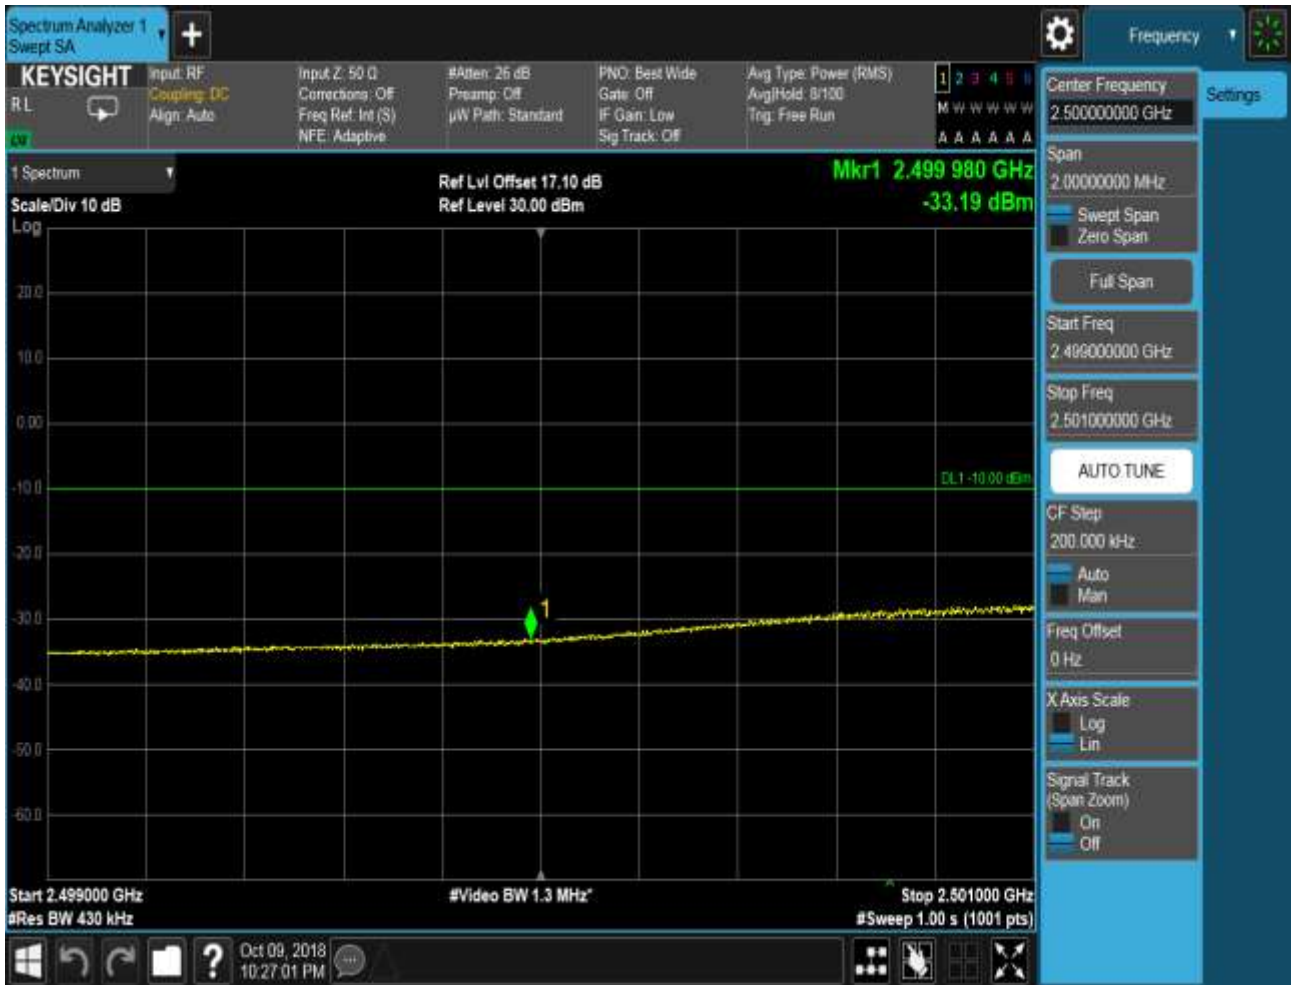 Spectrum Analyzer 1
Swept SA
+
Frequency
KEYSIGHT
RL
Input: RF
Coupling: DC
Align: Auto
Input Z: 50 Ω
Corrections: Off
Freq Ref: Int (S)
NFE: Adaptive
#Atten: 26 dB
Preamp: Off
µW Path: Standard
PNO: Best Wide
Gate: Off
IF Gain: Low
Sig Track: Off
Avg Type: Power (RMS)
Avg|Hold: 8/100
Trig: Free Run
1 2 3 4 5 6
M W W W W W
A A A A A A
1 Spectrum
Scale/Div 10 dB
Log
Ref Lvl Offset 17.10 dB
Ref Level 30.00 dBm
Mkr1 2.499 980 GHz
-33.19 dBm
20.0
10.0
0.00
-10.0
-20.0
-30.0
-40.0
-50.0
-60.0
DL1 -10.00 dBm
1
Start 2.499000 GHz
#Res BW 430 kHz
#Video BW 1.3 MHz*
Stop 2.501000 GHz
#Sweep 1.00 s (1001 pts)
Oct 09, 2018
10:27:01 PM
Center Frequency
2.500000000 GHz
Settings
Span
2.00000000 MHz
Swept Span
Zero Span
Full Span
Start Freq
2.499000000 GHz
Stop Freq
2.501000000 GHz
AUTO TUNE
CF Step
200.000 kHz
Auto
Man
Freq Offset
0 Hz
X Axis Scale
Log
Lin
Signal Track
(Span Zoom)
On
Off